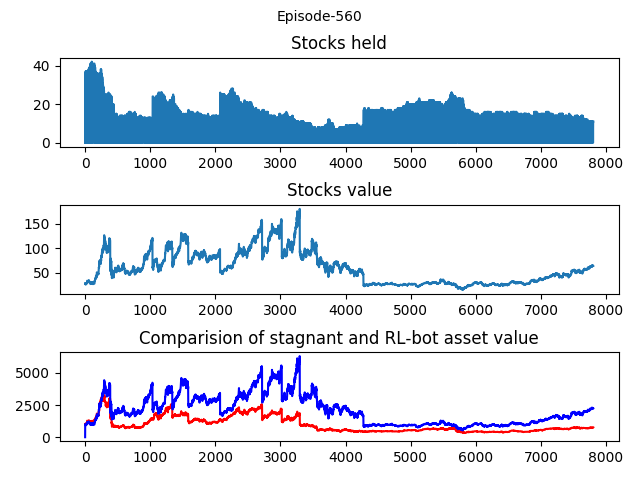 Episode-560
Stocks held
40
20
0
0 1000 2000 3000 4000 5000 6000 7000 8000
Stocks value
150
100
50
0 1000 2000 3000 4000 5000 6000 7000 8000
Comparision of stagnant and RL-bot asset value
5000
2500
0
0 1000 2000 3000 4000 5000 6000 7000 8000